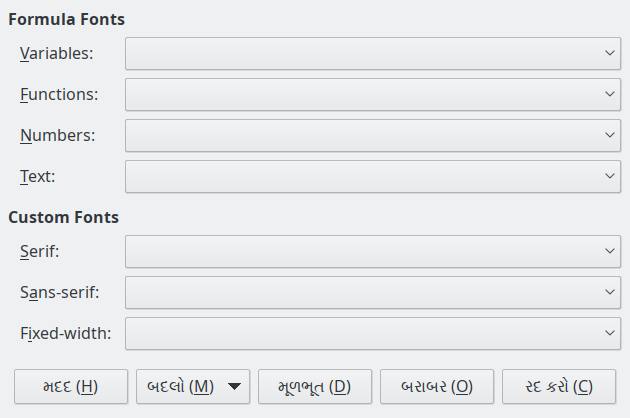 Formula Fonts
Variables:
Functions:
Numbers:
Text:
Custom Fonts
Serif:
Sans-serif:
Fixed-width:
મદદ (H) બદલો (M) મૂળભૂત (D) બરાબર (O) રદ કરો (C)